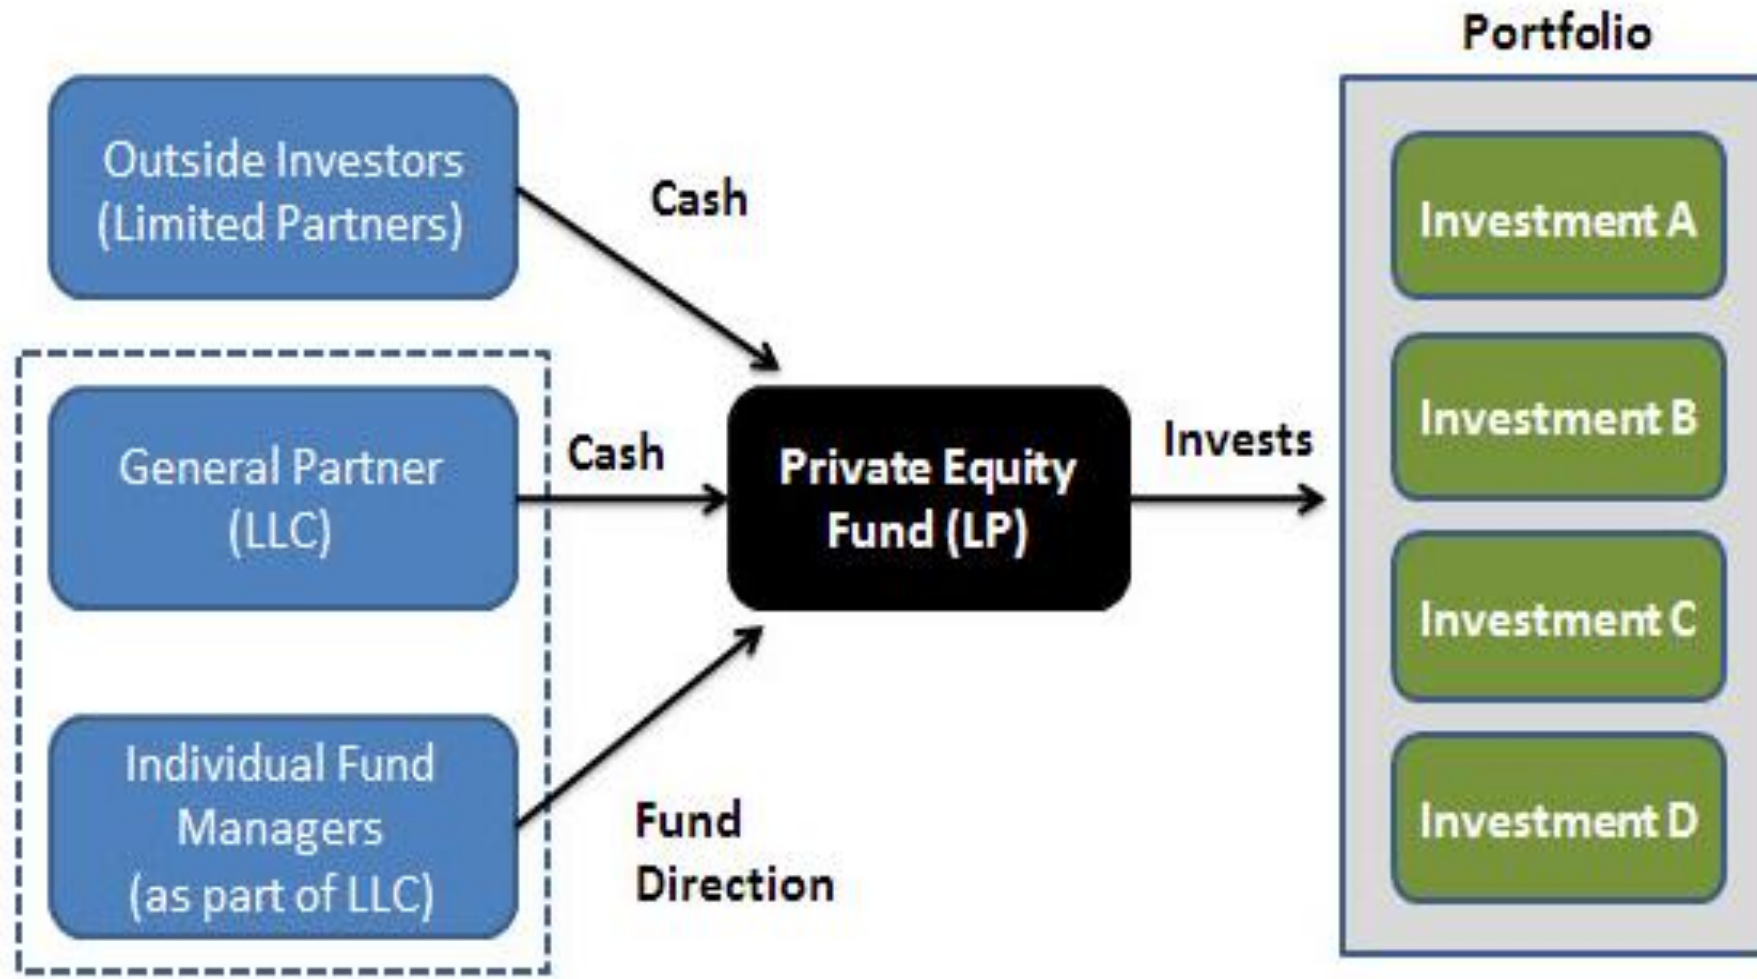 Portfolio
Outside Investors
(Limited Partners)
Cash
Investment A
General Partner
(LLC)
Cash
Private Equity
Fund (LP)
Invests
Investment B
Individual Fund
Managers
(as part of LLC)
Fund
Direction
Investment C
Investment D